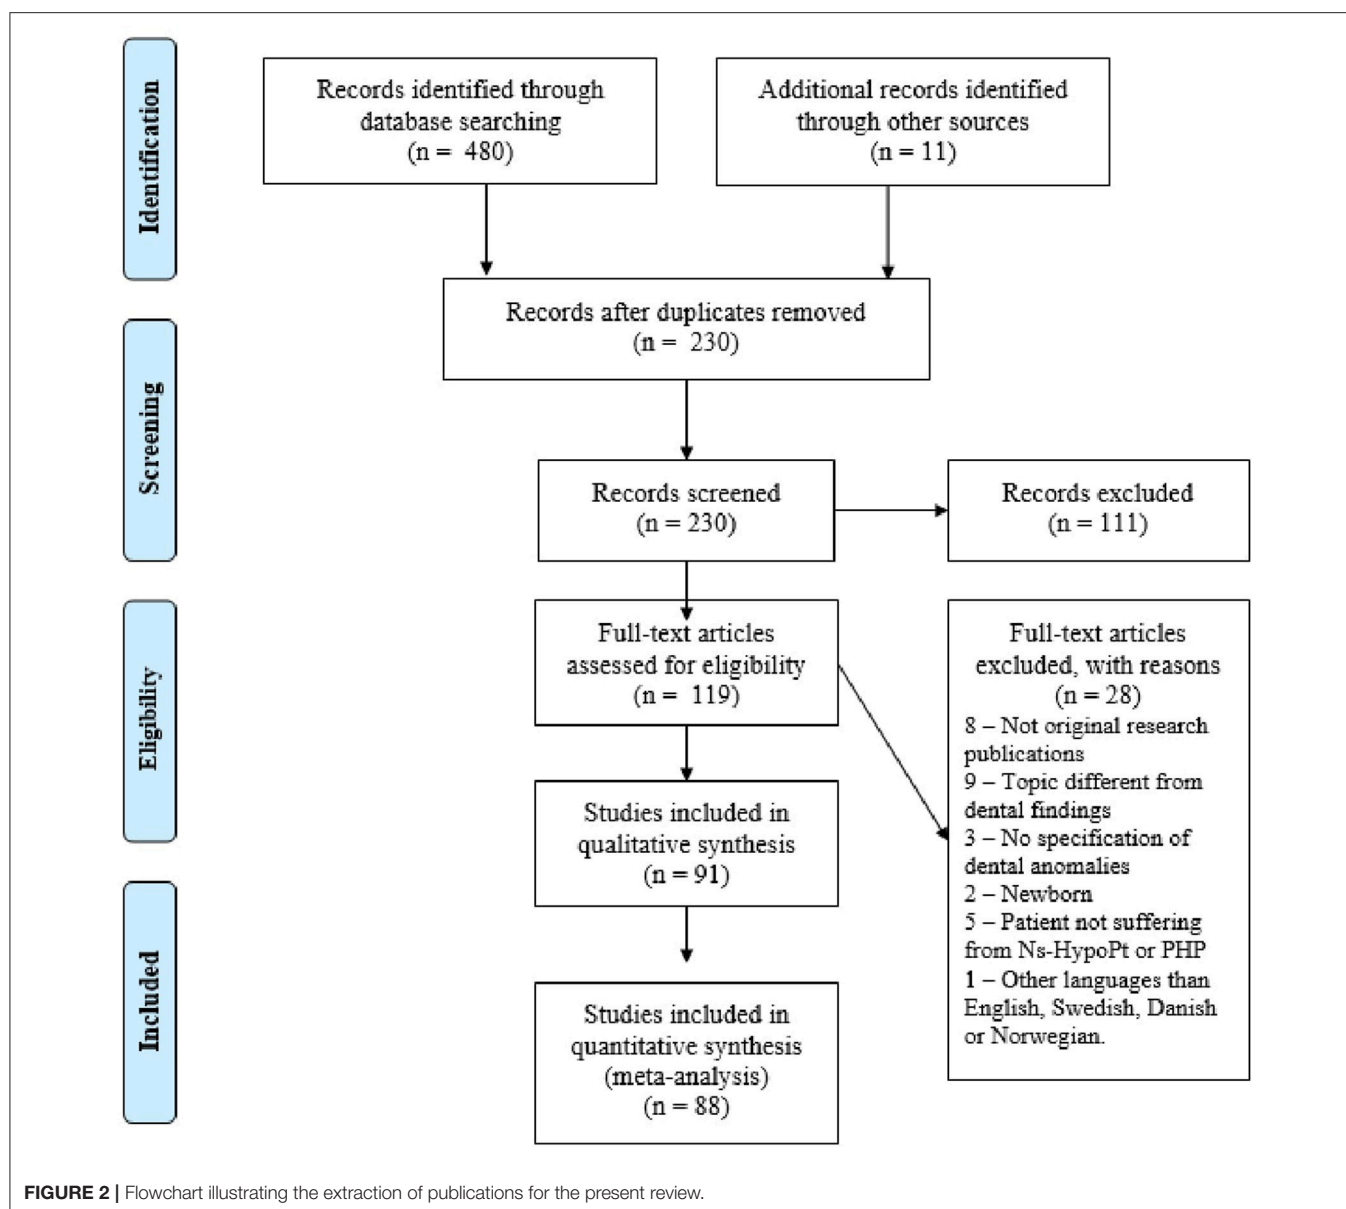 Identification
Records identified through
database searching
(n = 480)
Additional records identified
through other sources
(n = 11)
Records after duplicates removed
(n = 230)
Screening
Records screened
(n = 230)
Records excluded
(n = 111)
Eligibility
Full-text articles
assessed for eligibility
(n = 119)
Full-text articles
excluded, with reasons
(n = 28)
8 – Not original research
publications
9 – Topic different from
dental findings
3 – No specification of
dental anomalies
2 – Newborn
5 – Patient not suffering
from Ns-HypoPt or PHP
1 – Other languages than
English, Swedish, Danish
or Norwegian.
Studies included in
qualitative synthesis
(n = 91)
Included
Studies included in
quantitative synthesis
(meta-analysis)
(n = 88)
FIGURE 2 | Flowchart illustrating the extraction of publications for the present review.